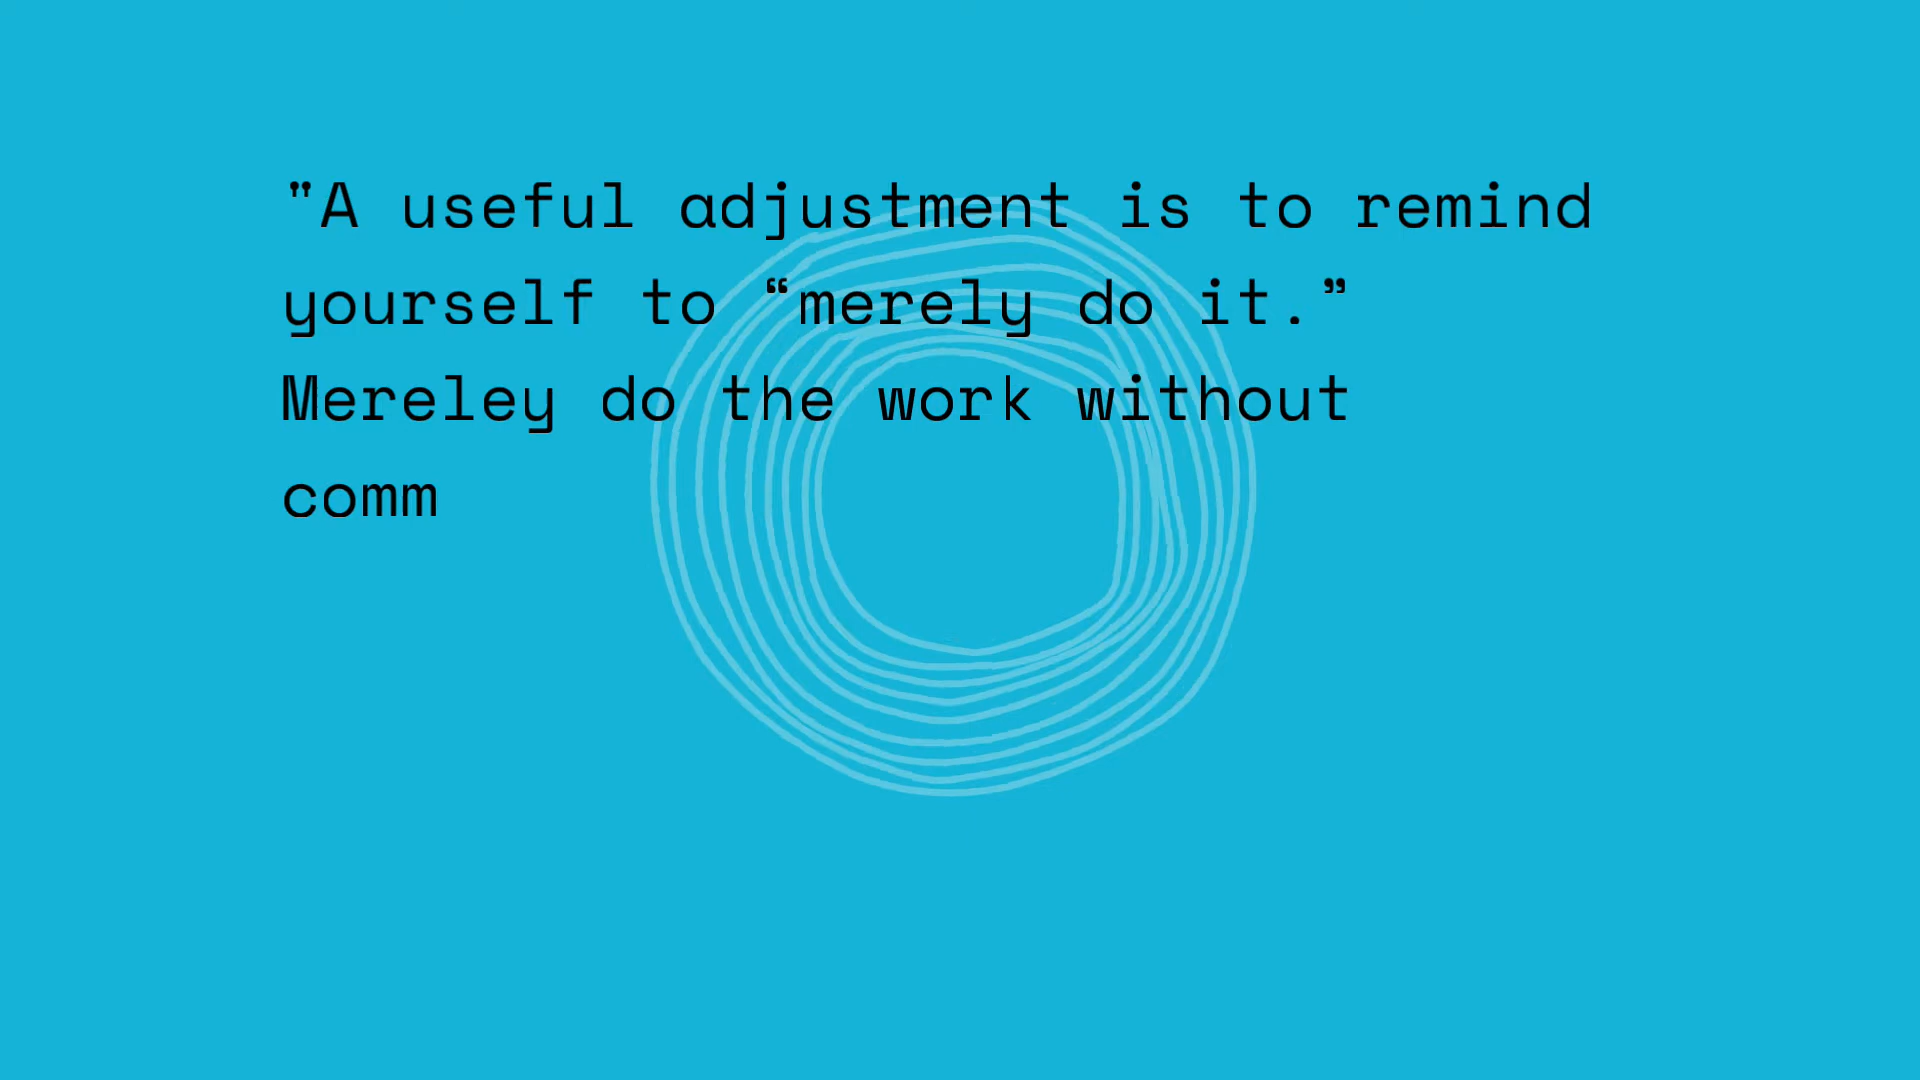 "A useful adjustment is to remind
yourself to “merely do it.”
Mereley do the work without
comm